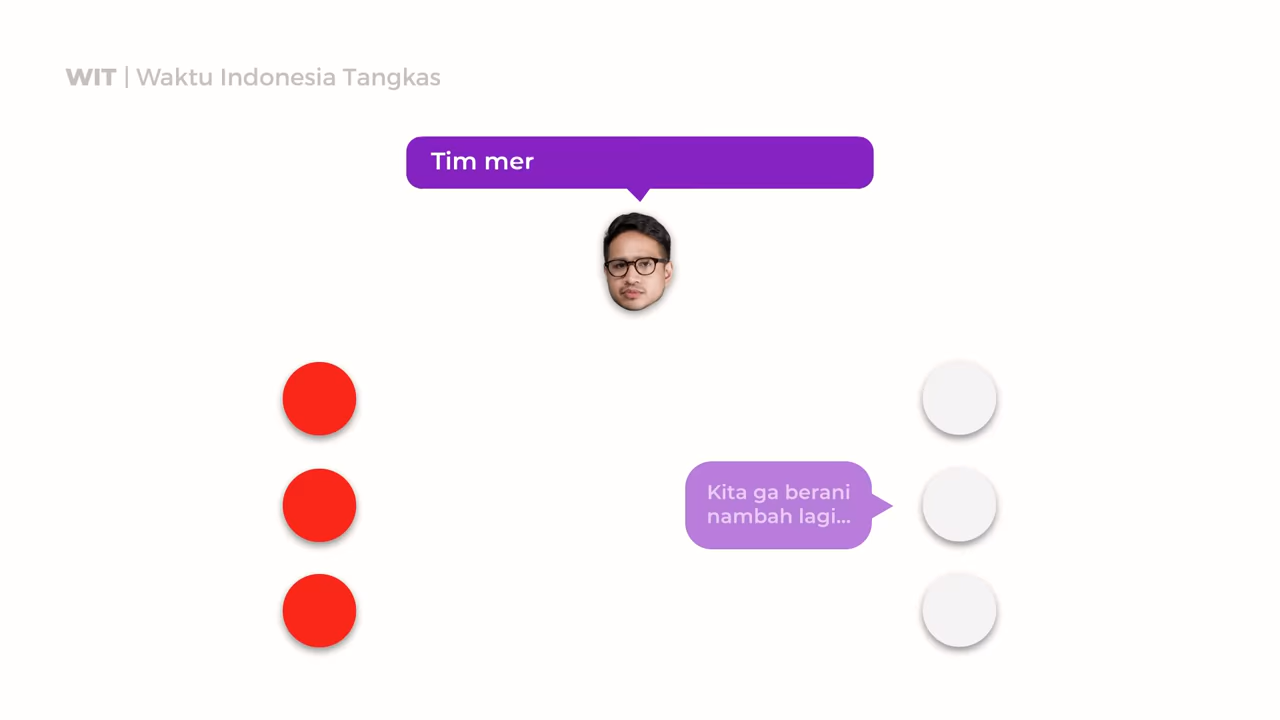 WIT | Waktu Indonesia Tangkas
Tim mer
Kita ga berani
nambah lagi...